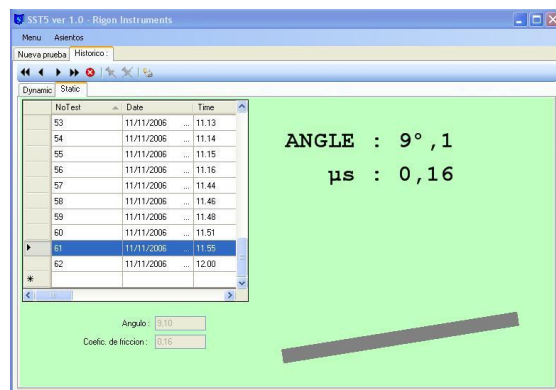 SST5 ver 1.0 - Rigon Instruments
Menu Asientos
Nueva prueba Historico :
Dynamic Static
NoTest Date Time
53 11/11/2006 ... 11.13
54 11/11/2006 ... 11.14
55 11/11/2006 ... 11.15
56 11/11/2006 ... 11.16
57 11/11/2006 ... 11.44
58 11/11/2006 ... 11.46
59 11/11/2006 ... 11.48
60 11/11/2006 ... 11.51
61 11/11/2006 ... 11.55
62 11/11/2006 ... 12.00
ANGLE : 9°,1
µs : 0,16
Angulo : 9,10
Coefic. de friccion : 0,16